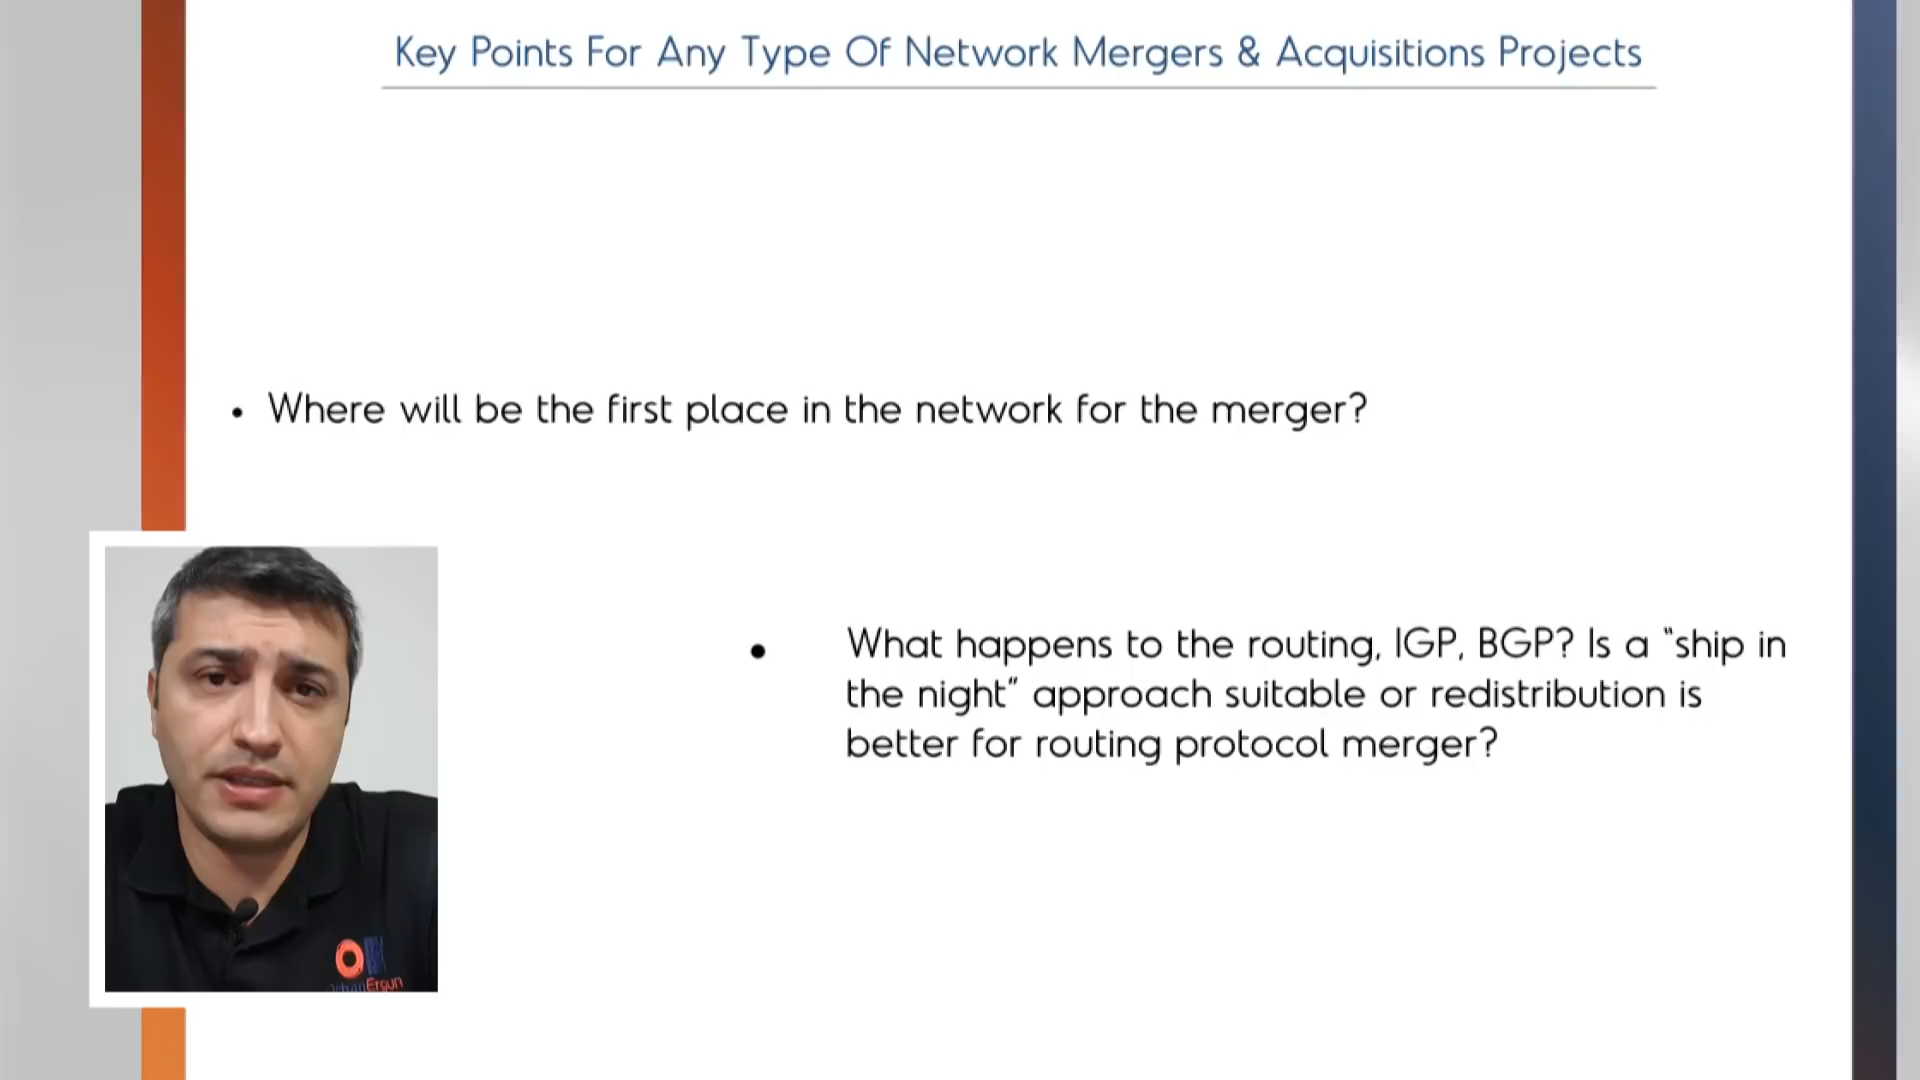 Key Points For Any Type Of Network Mergers & Acquisitions Projects
• Where will be the first place in the network for the merger?
• What happens to the routing, IGP, BGP? Is a “ship in
the night” approach suitable or redistribution is
better for routing protocol merger?
OrhanErgun